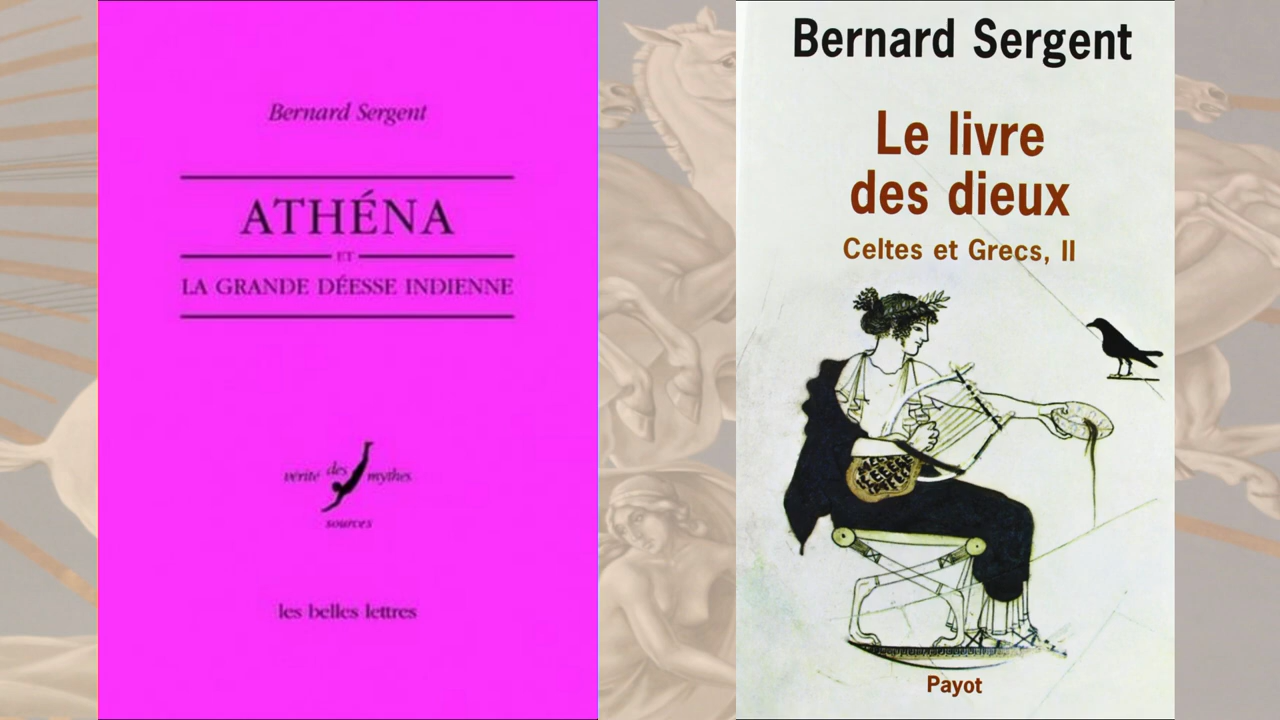 Bernard Sergent
ATHÉNA
ET
LA GRANDE DÉESSE INDIENNE
vérité des mythes
sources
les belles lettres
Bernard Sergent
Le livre
des dieux
Celtes et Grecs, II
Payot